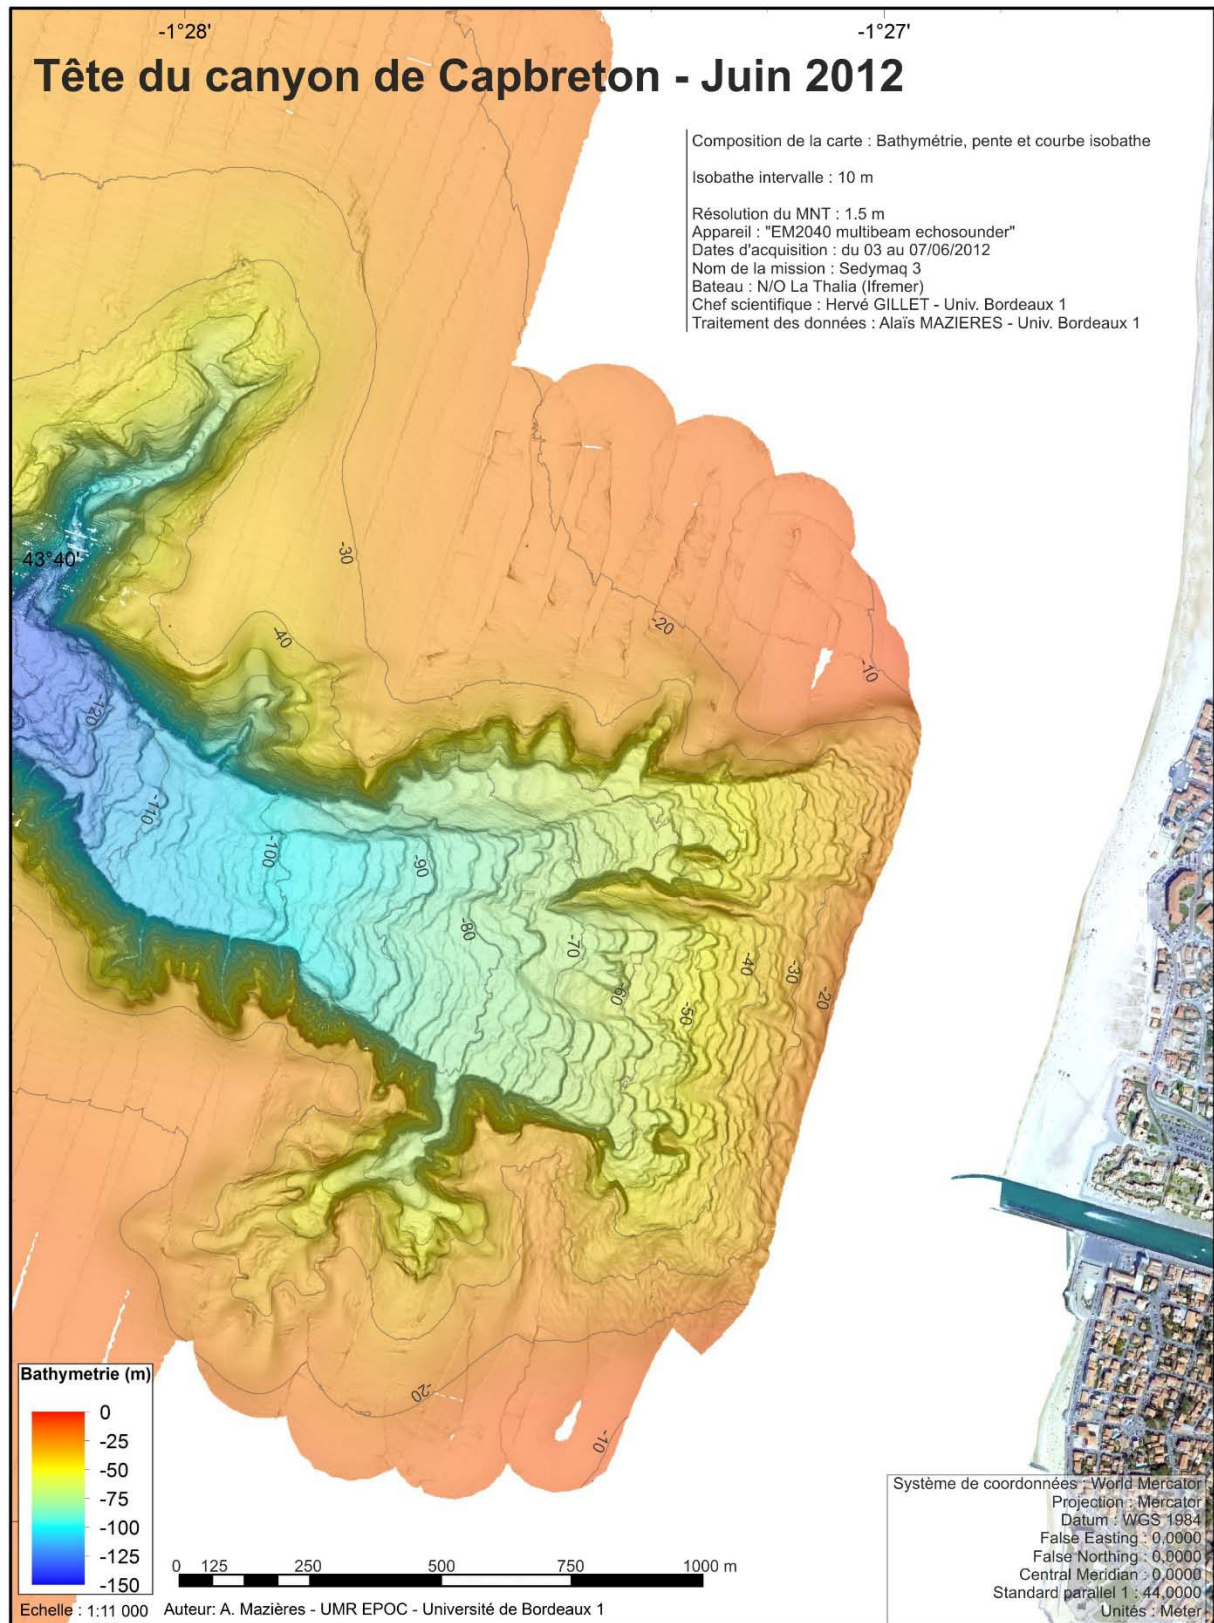 -1°28'
-1°27'
Tête du canyon de Capbreton - Juin 2012
Composition de la carte : Bathymétrie, pente et courbe isobathe
Isobathe intervalle : 10 m
Résolution du MNT : 1.5 m
Appareil : "EM2040 multibeam echosounder"
Dates d'acquisition : du 03 au 07/06/2012
Nom de la mission : Sedymaq 3
Bateau : N/O La Thalia (Ifremer)
Chef scientifique : Hervé GILLET - Univ. Bordeaux 1
Traitement des données : Alaïs MAZIERES - Univ. Bordeaux 1
43°40'
-30
-40
-20
-10
-120
-110
-100
-90
-80
-70
-60
-50
-40
-30
-20
-20
-10
Bathymetrie (m)
0
-25
-50
-75
-100
-125
-150
Echelle : 1:11 000
0 125 250 500 750 1000 m
Auteur: A. Mazières - UMR EPOC - Université de Bordeaux 1
Système de coordonnées : World Mercator
Projection : Mercator
Datum : WGS 1984
False Easting : 0,0000
False Northing : 0,0000
Central Meridian : 0,0000
Standard parallel 1 : 44,0000
Unités : Meter